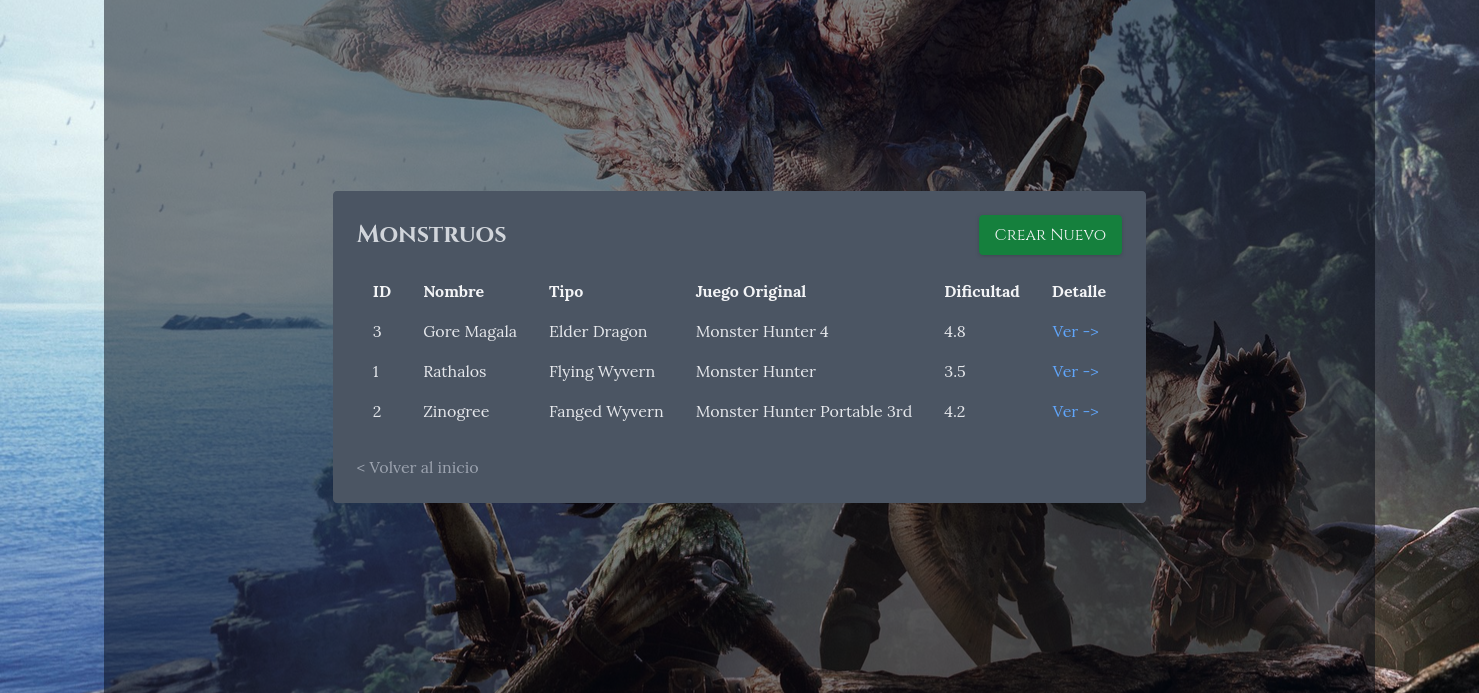 Monstruos Crear Nuevo
ID Nombre Tipo Juego Original Dificultad Detalle
3 Gore Magala Elder Dragon Monster Hunter 4 4.8 Ver ->
1 Rathalos Flying Wyvern Monster Hunter 3.5 Ver ->
2 Zinogree Fanged Wyvern Monster Hunter Portable 3rd 4.2 Ver ->
< Volver al inicio